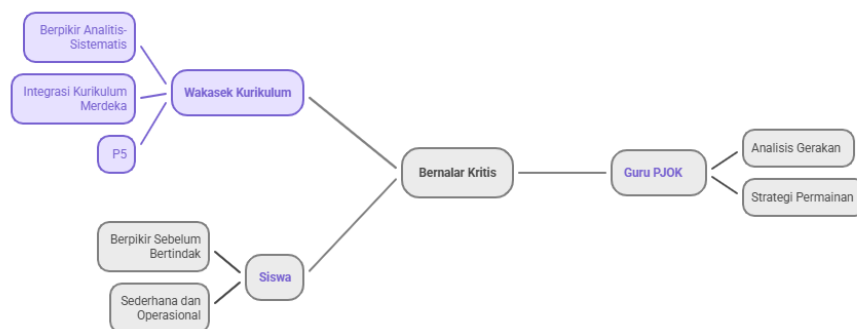 Berpikir Analitis-
Sistematis
Integrasi Kurikulum
Merdeka
P5
Wakasek Kurikulum
Berpikir Sebelum
Bertindak
Sederhana dan
Operasional
Siswa
Bernalar Kritis
Guru PJOK
Analisis Gerakan
Strategi Permainan